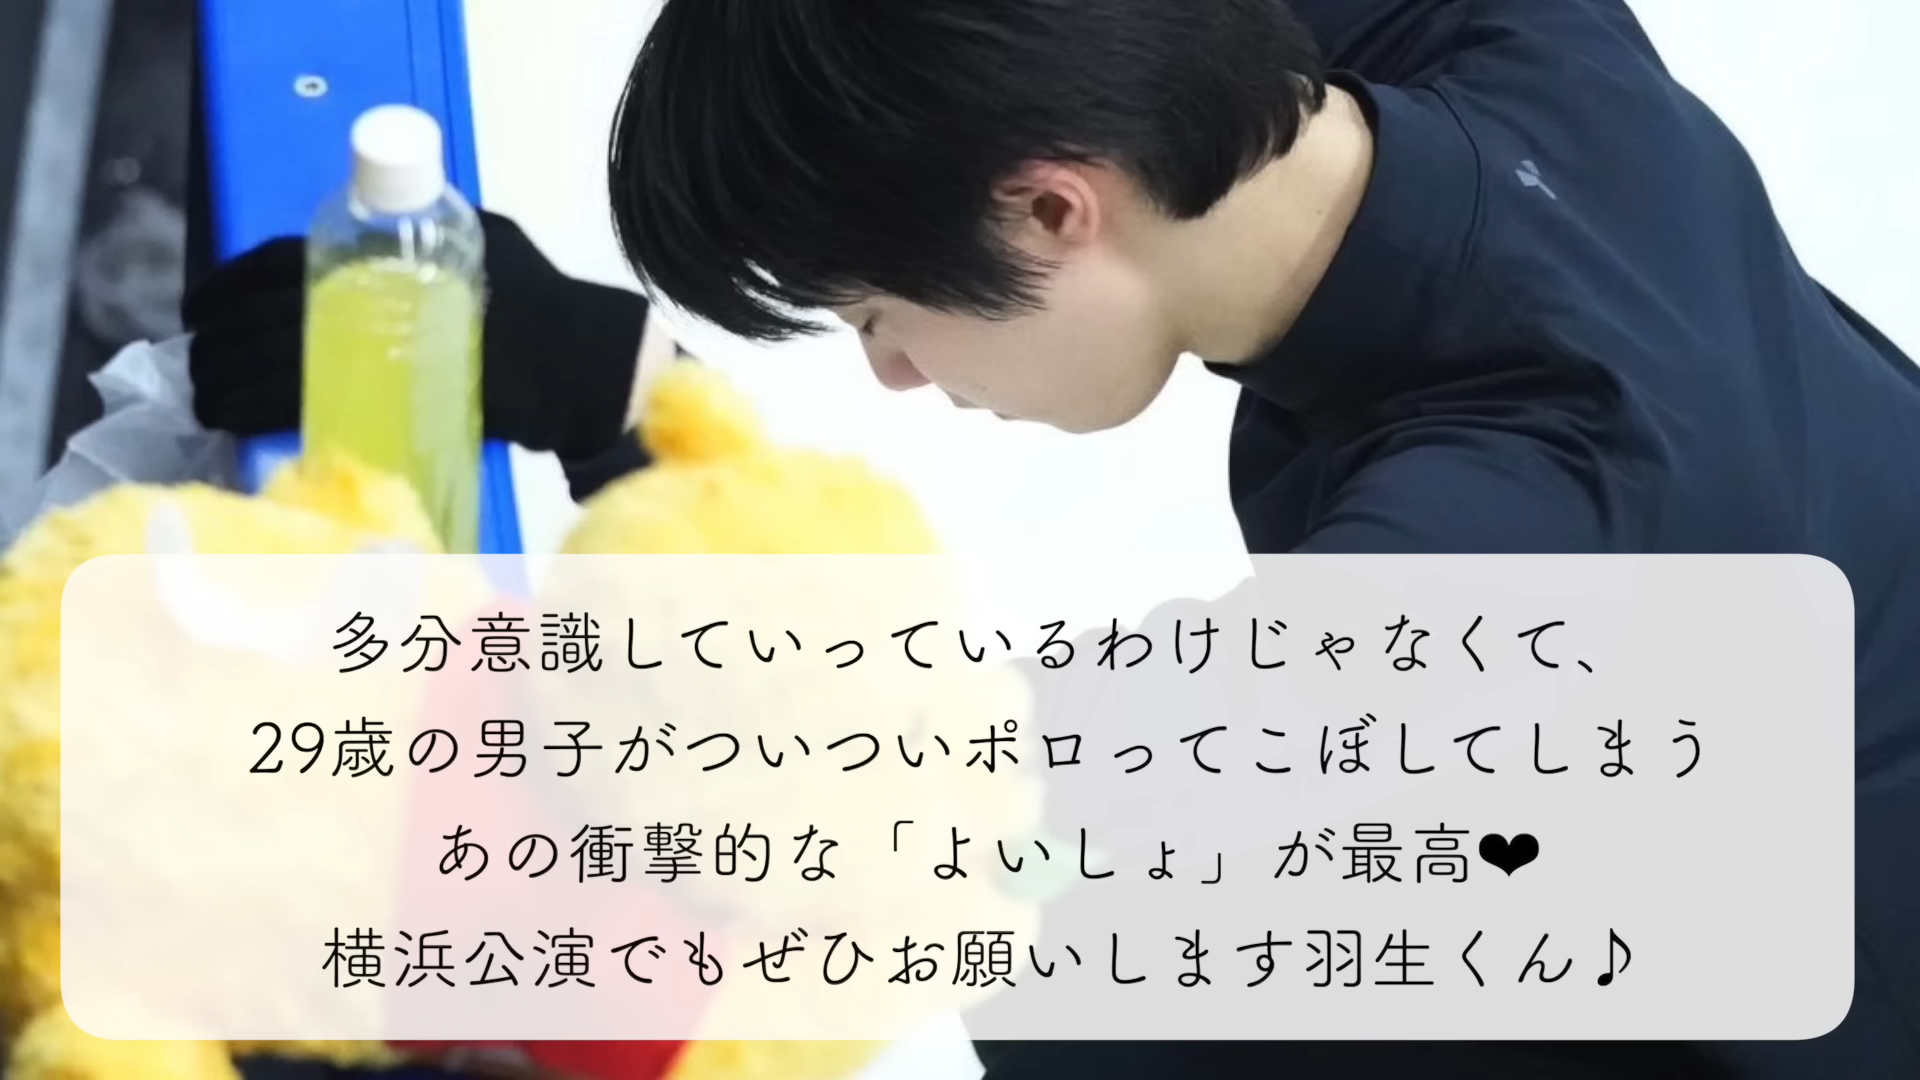 多分意識していっているわけじゃなくて、
29歳の男子がついついポロってこぼしてしまう
あの衝撃的な「よいしょ」が最高❤
横浜公演でもぜひお願いします羽生くん♪